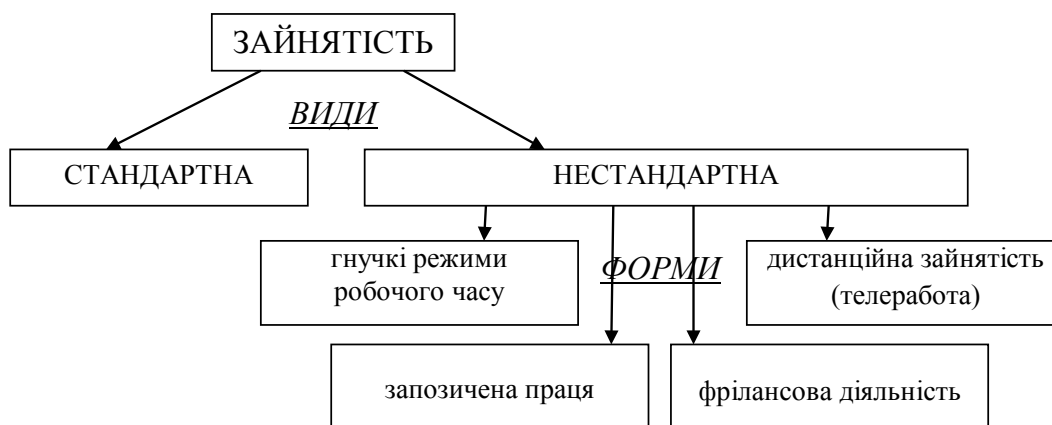 ЗАЙНЯТІСТЬ
ВИДИ
СТАНДАРТНА
НЕСТАНДАРТНА
гнучкі режими
робочого часу
ФОРМИ
дистанційна зайнятість
(телеработа)
запозичена праця
фрілансова діяльність